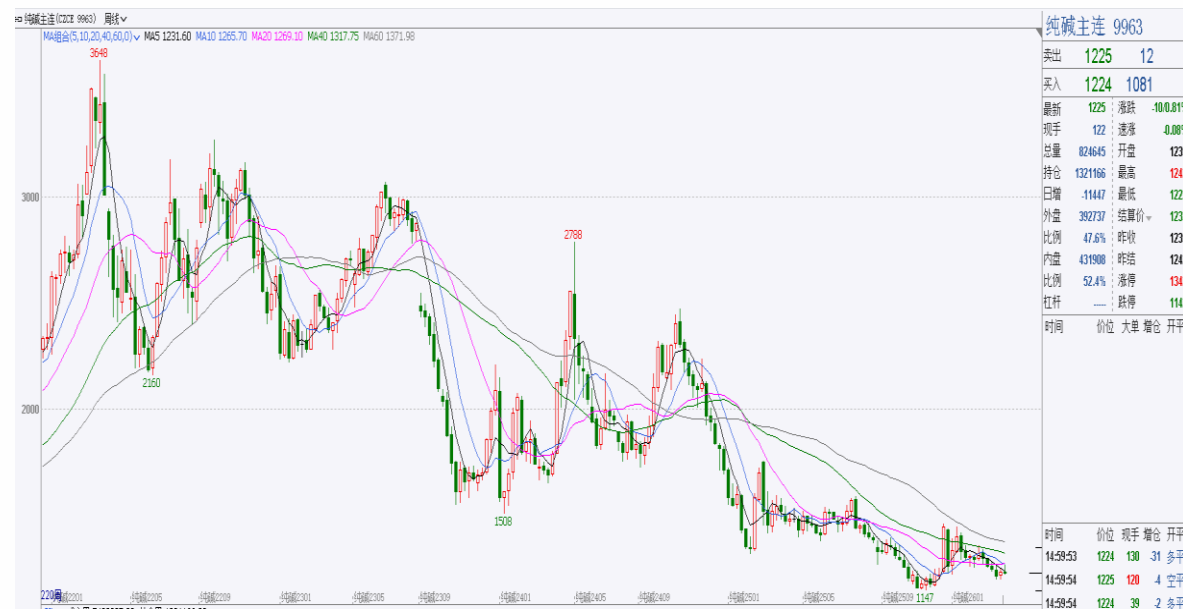 纯碱主连(CZCE 9963) 周线
MA组合(5,10,20,40,60,0) MA5 1231.60 MA10 1265.70 MA20 1269.10 MA40 1317.75 MA60 1371.98
3648
3000
2788
2160
2000
1508
1147
220周
纯碱2201 纯碱2205 纯碱2209 纯碱2301 纯碱2305 纯碱2309 纯碱2401 纯碱2405 纯碱2409 纯碱2501 纯碱2505 纯碱2509 纯碱2601
纯碱主连 9963
卖出 1225 12
买入 1224 1081
最新 1225 涨跌 -10/0.81%
现手 122 速涨 -0.08%
总量 824645 开盘 123
持仓 1321166 最高 124
日增 -11447 最低 122
外盘 392737 结算价 123
比例 47.6% 昨收 123
内盘 431908 昨结 124
比例 52.4% 涨停 134
杠杆 ..... 跌停 114
时间 价位 大单 增仓 开平
时间 价位 现手 增仓 开平
14:59:53 1224 130 -31 多平
14:59:54 1225 120 -4 空平
14:59:54 1224 39 -2 多平